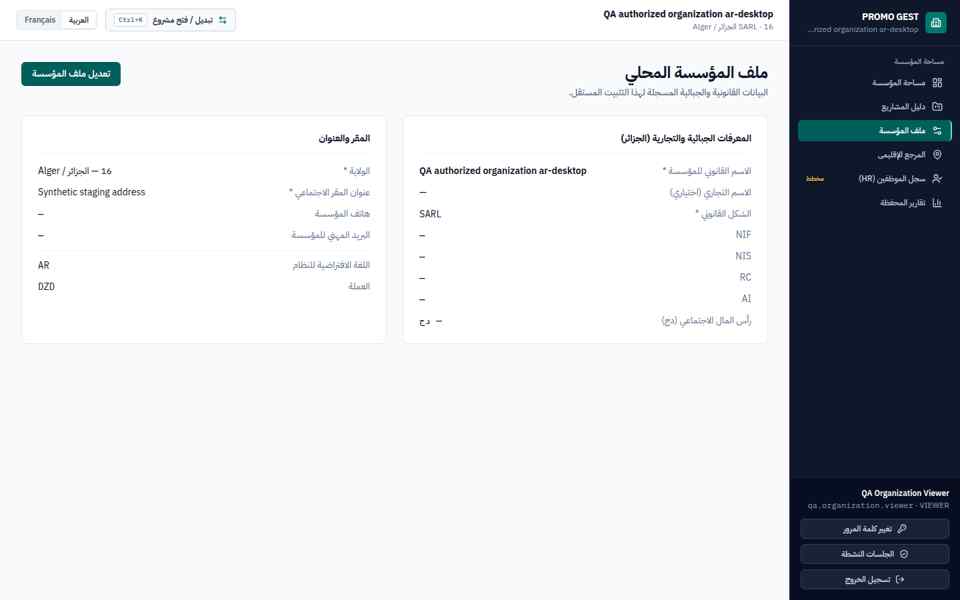 PROMO GEST
...rized organization ar-desktop
مساحة المؤسسة
مساحة المؤسسة
دليل المشاريع
ملف المؤسسة
المرجع الإقليمي
سجل الموظفين (HR) مخطط
تقارير المحفظة
QA Organization Viewer
qa.organization.viewer · VIEWER
تغيير كلمة المرور
الجلسات النشطة
تسجيل الخروج
QA authorized organization ar-desktop
Alger / الجزائر SARL · 16
تبديل / فتح مشروع Ctrl+K
العربية Français
ملف المؤسسة المحلي
البيانات القانونية والجبائية المسجلة لهذا التثبيت المستقل.
تعديل ملف المؤسسة
المعرفات الجبائية والتجارية (الجزائر)
الاسم القانوني للمؤسسة * QA authorized organization ar-desktop
الاسم التجاري (اختياري) —
الشكل القانوني * SARL
NIF —
NIS —
RC —
AI —
رأس المال الاجتماعي (دج) — دج
المقر والعنوان
الولاية * 16 — الجزائر / Alger
عنوان المقر الاجتماعي * Synthetic staging address
هاتف المؤسسة —
البريد المهني للمؤسسة —
اللغة الافتراضية للنظام AR
العملة DZD